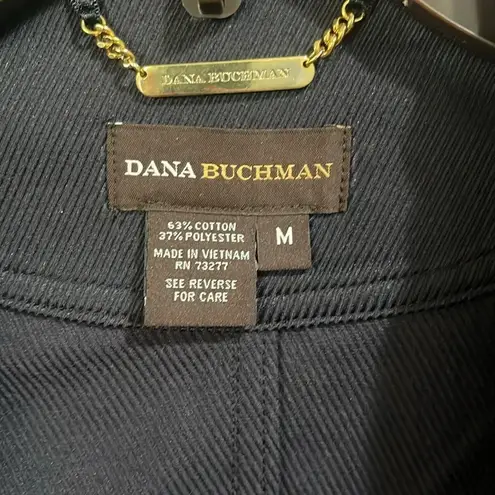 DANA BUCHMAN
DANA BUCHMAN
63% COTTON
37% POLYESTER
MADE IN VIETNAM
RN 73277
SEE REVERSE
FOR CARE
M